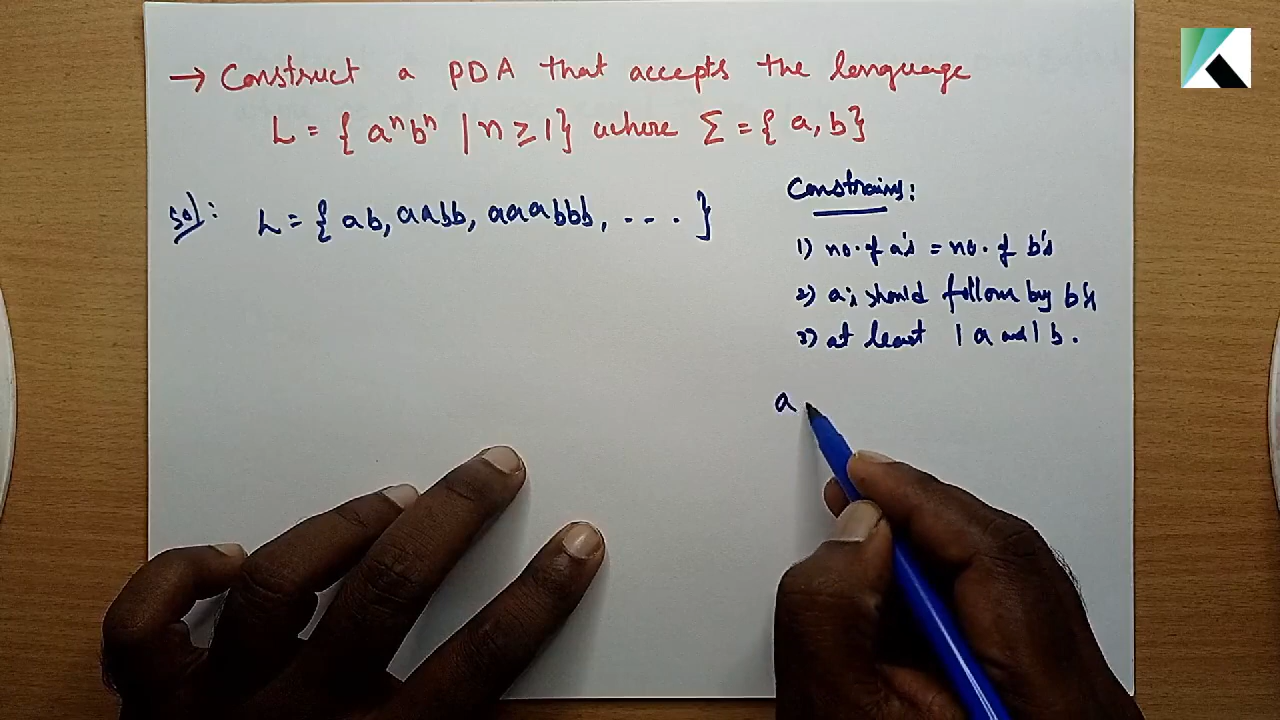 → Construct a PDA that accepts the language
L = { aⁿbⁿ | n ≥ 1} where Σ = { a, b}
Sol:
L = { ab, aabb, aaabbb, - - - . }
Constrains:
1) no. of a's = no. of b's
2) a's should follow by b's
3) at least 1 a and 1 b.
a